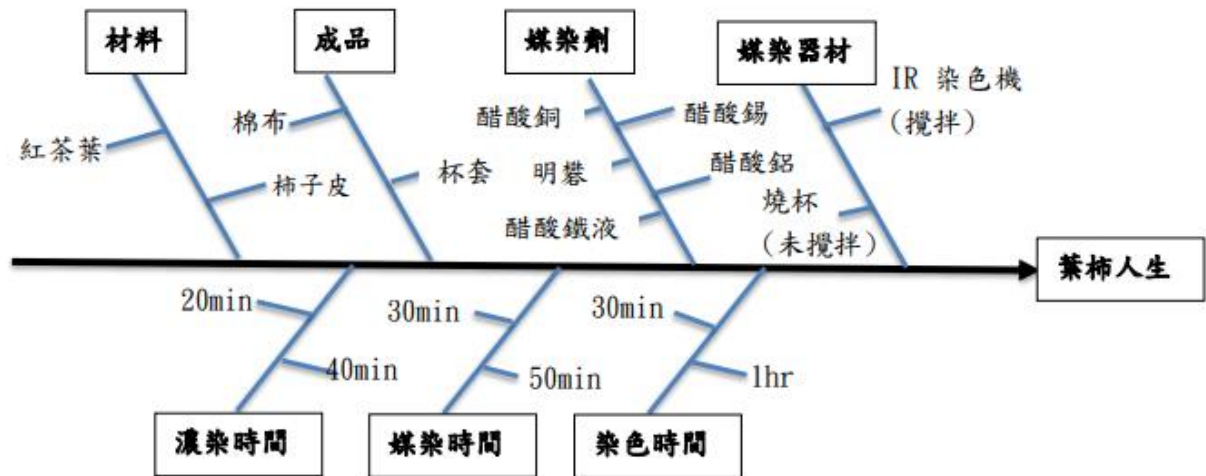 材料
成品
媒染劑
媒染器材
紅茶葉
柿子皮
棉布
杯套
醋酸銅
醋酸錫
明礬
醋酸鋁
醋酸鐵液
IR 染色機
(攪拌)
燒杯
(未攪拌)
葉柿人生
20min
40min
30min
50min
30min
1hr
濃染時間
媒染時間
染色時間